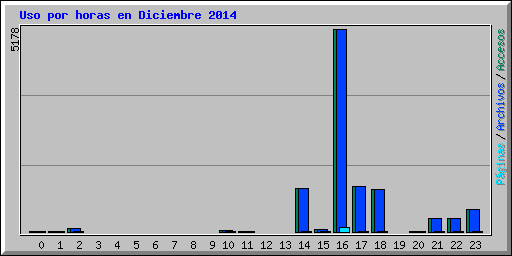 Uso por horas en Diciembre 2014
5178
Páginas / Archivos / Accesos
0 1 2 3 4 5 6 7 8 9 10 11 12 13 14 15 16 17 18 19 20 21 22 23